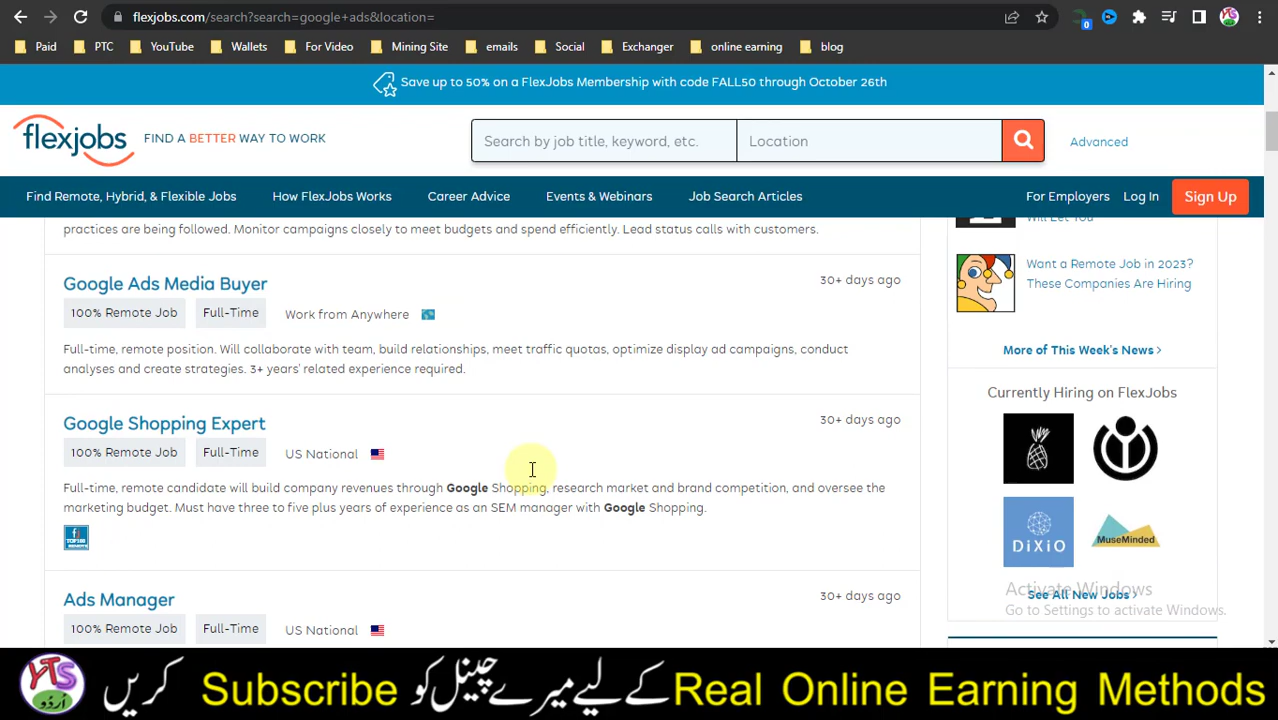 flexjobs.com/search?search=google+ads&location=
0
Paid PTC YouTube Wallets For Video Mining Site emails Social Exchanger online earning blog
Save up to 50% on a FlexJobs Membership with code FALL50 through October 26th
flexjobs FIND A BETTER WAY TO WORK Search by job title, keyword, etc. Location Advanced
Find Remote, Hybrid, & Flexible Jobs How FlexJobs Works Career Advice Events & Webinars Job Search Articles For Employers Log In Sign Up
practices are being followed. Monitor campaigns closely to meet budgets and spend efficiently. Lead status calls with customers.
Google Ads Media Buyer 30+ days ago
100% Remote Job Full-Time Work from Anywhere
Full-time, remote position. Will collaborate with team, build relationships, meet traffic quotas, optimize display ad campaigns, conduct
analyses and create strategies. 3+ years' related experience required.
Google Shopping Expert 30+ days ago
100% Remote Job Full-Time US National
Full-time, remote candidate will build company revenues through Google Shopping, research market and brand competition, and oversee the
marketing budget. Must have three to five plus years of experience as an SEM manager with Google Shopping.
Ads Manager 30+ days ago
100% Remote Job Full-Time US National
Will Let You
Want a Remote Job in 2023?
These Companies Are Hiring
More of This Week's News ›
Currently Hiring on FlexJobs
DiXiO MuseMinded
See All New Jobs ›
Activate Windows
Go to Settings to activate Windows.
YTS
اردو
Real Online Earning Methods کےلیےمیرےچینل کو Subscribe کریں